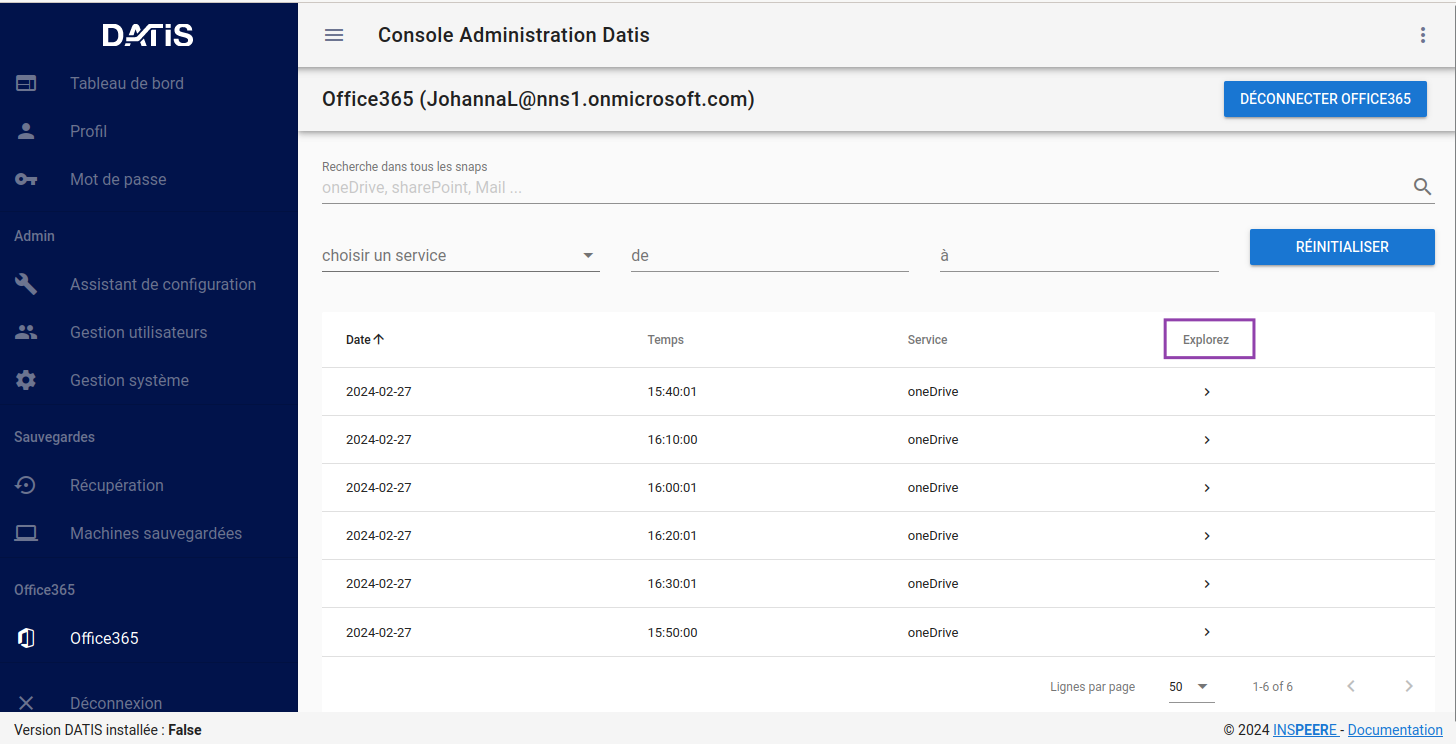 DATiS
Tableau de bord
Profil
Mot de passe
Admin
Assistant de configuration
Gestion utilisateurs
Gestion système
Sauvegardes
Récupération
Machines sauvegardées
Office365
Office365
Déconnexion
Console Administration Datis
Office365 (JohannaL@nns1.onmicrosoft.com)
DÉCONNECTER OFFICE365
Recherche dans tous les snaps
oneDrive, sharePoint, Mail ...
choisir un service de à RÉINITIALISER
Date Temps Service Explorez
2024-02-27 15:40:01 oneDrive
2024-02-27 16:10:00 oneDrive
2024-02-27 16:00:01 oneDrive
2024-02-27 16:20:01 oneDrive
2024-02-27 16:30:01 oneDrive
2024-02-27 15:50:00 oneDrive
Lignes par page 50 1-6 of 6
Version DATIS installée : False
© 2024 INSPEERE - Documentation